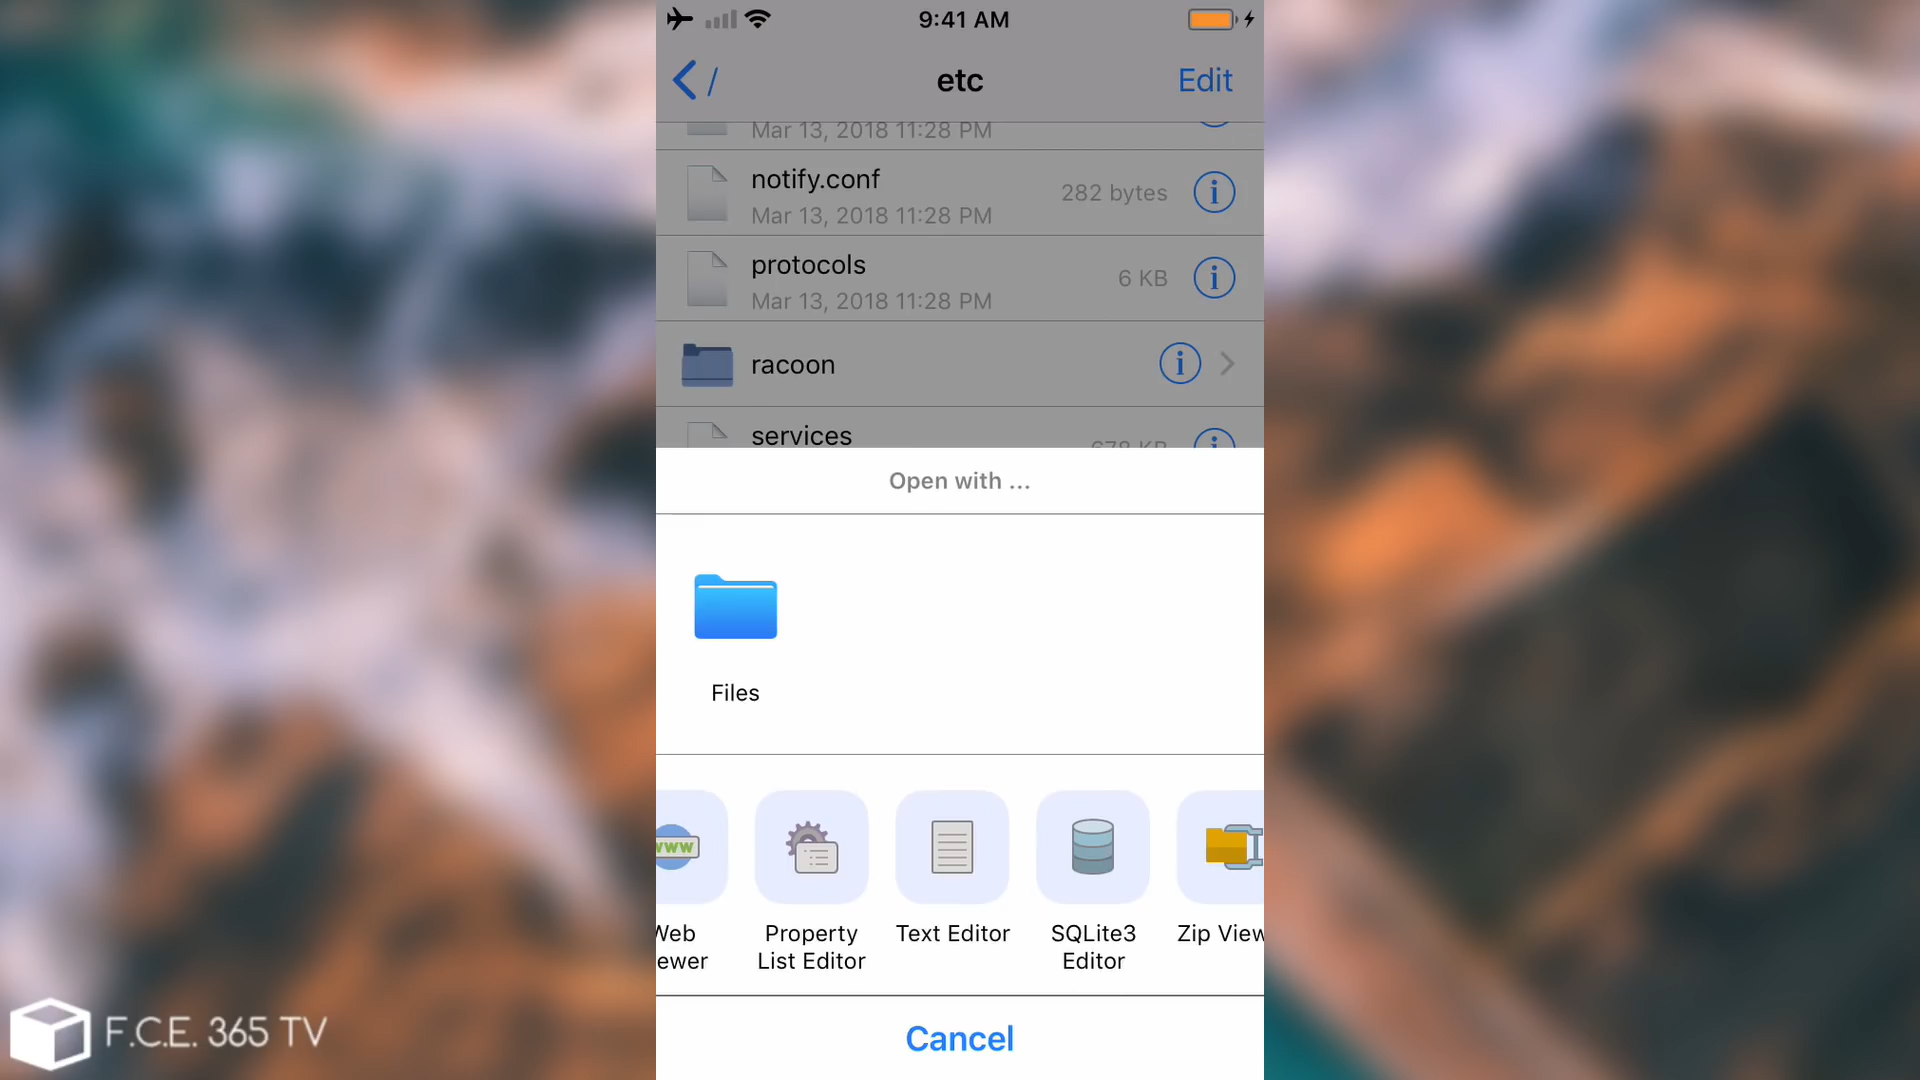 9:41 AM
/
etc
Edit
Mar 13, 2018 11:28 PM
notify.conf
282 bytes
Mar 13, 2018 11:28 PM
protocols
6 KB
Mar 13, 2018 11:28 PM
racoon
services
678 KB
Open with ...
Files
www
Web
ewer
Property
List Editor
Text Editor
SQLite3
Editor
Zip View
Cancel
F.C.E. 365 TV